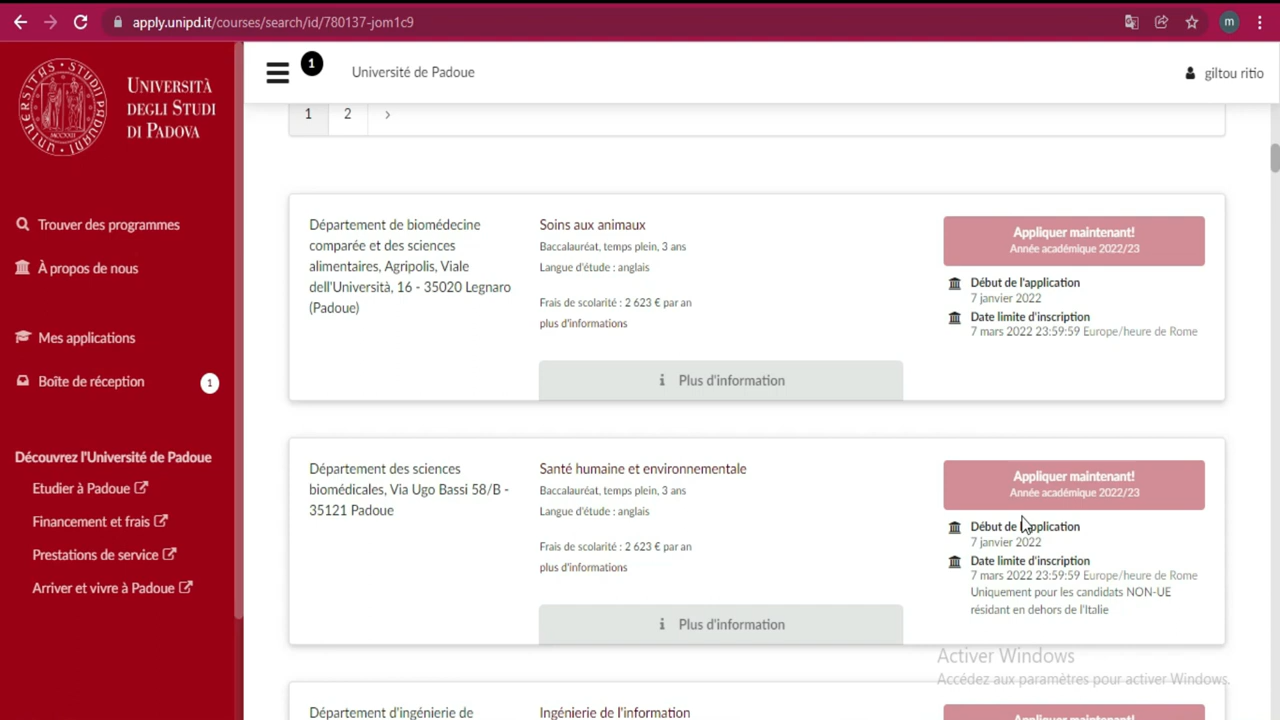 apply.unipd.it/courses/search/id/780137-jom1c9
m
UNIVERSITÀ
DEGLI STUDI
DI PADOVA
1
Université de Padoue
giltou ritio
Trouver des programmes
À propos de nous
Mes applications
Boîte de réception
1
Découvrez l'Université de Padoue
Etudier à Padoue
Financement et frais
Prestations de service
Arriver et vivre à Padoue
1 2 >
Département de biomédecine
comparée et des sciences
alimentaires, Agripolis, Viale
dell'Università, 16 - 35020 Legnaro
(Padoue)
Soins aux animaux
Baccalauréat, temps plein, 3 ans
Langue d'étude : anglais
Frais de scolarité : 2 623 € par an
plus d'informations
Plus d'information
Appliquer maintenant!
Année académique 2022/23
Début de l'application
7 janvier 2022
Date limite d'inscription
7 mars 2022 23:59:59 Europe/heure de Rome
Département des sciences
biomédicales, Via Ugo Bassi 58/B -
35121 Padoue
Santé humaine et environnementale
Baccalauréat, temps plein, 3 ans
Langue d'étude : anglais
Frais de scolarité : 2 623 € par an
plus d'informations
Plus d'information
Appliquer maintenant!
Année académique 2022/23
Début de l'application
7 janvier 2022
Date limite d'inscription
7 mars 2022 23:59:59 Europe/heure de Rome
Uniquement pour les candidats NON-UE
résidant en dehors de l'Italie
Département d'ingénierie de
Ingénierie de l'information
Appliquer maintenant!
Activer Windows
Accédez aux paramètres pour activer Windows.